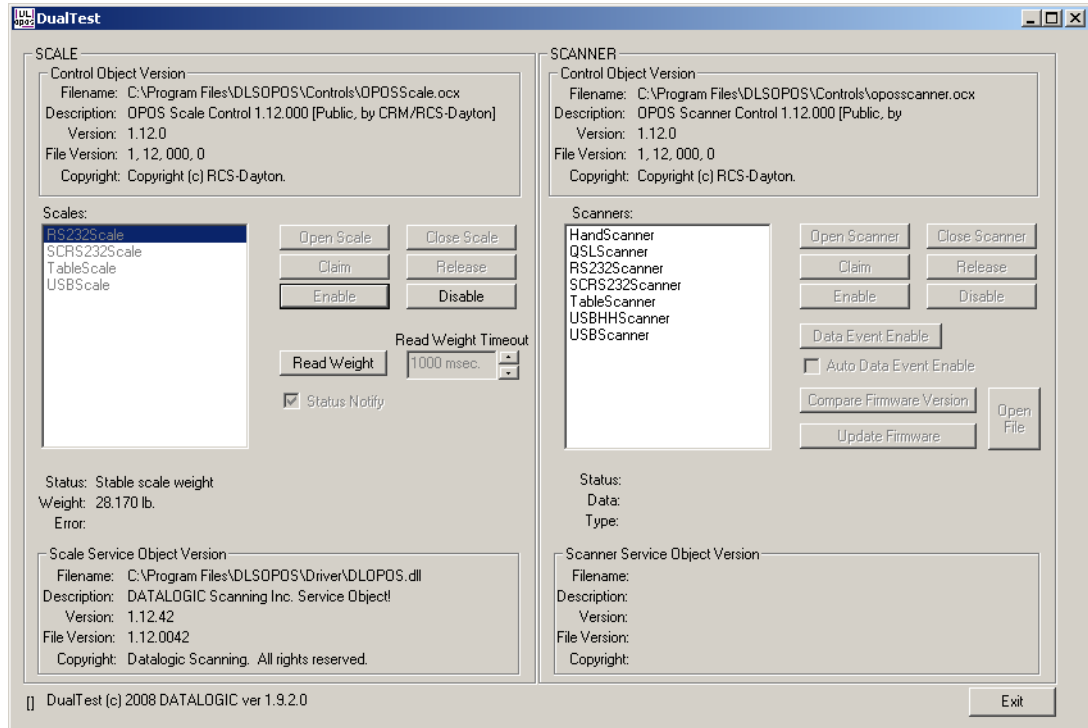 UL
opos
DualTest
SCALE
Control Object Version
Filename: C:\Program Files\DLSOPOS\Controls\OPOSScale.ocx
Description: OPOS Scale Control 1.12.000 [Public, by CRM/RCS-Dayton]
Version: 1.12.0
File Version: 1, 12, 000, 0
Copyright: Copyright (c) RCS-Dayton.
Scales:
RS232Scale
SCRS232Scale
TableScale
USBScale
Open Scale
Close Scale
Claim
Release
Enable
Disable
Read Weight Timeout
Read Weight
1000 msec.
Status Notify
Status: Stable scale weight
Weight: 28.170 lb.
Error:
Scale Service Object Version
Filename: C:\Program Files\DLSOPOS\Driver\DLOPOS.dll
Description: DATALOGIC Scanning Inc. Service Object!
Version: 1.12.42
File Version: 1.12.0042
Copyright: Datalogic Scanning. All rights reserved.
SCANNER
Control Object Version
Filename: C:\Program Files\DLSOPOS\Controls\oposscanner.ocx
Description: OPOS Scanner Control 1.12.000 [Public, by
Version: 1.12.0
File Version: 1, 12, 000, 0
Copyright: Copyright (c) RCS-Dayton.
Scanners:
HandScanner
QSLScanner
RS232Scanner
SCRS232Scanner
TableScanner
USBHHScanner
USBScanner
Open Scanner
Close Scanner
Claim
Release
Enable
Disable
Data Event Enable
Auto Data Event Enable
Compare Firmware Version
Update Firmware
Open
File
Status:
Data:
Type:
Scanner Service Object Version
Filename:
Description:
Version:
File Version:
Copyright:
[] DualTest (c) 2008 DATALOGIC ver 1.9.2.0
Exit